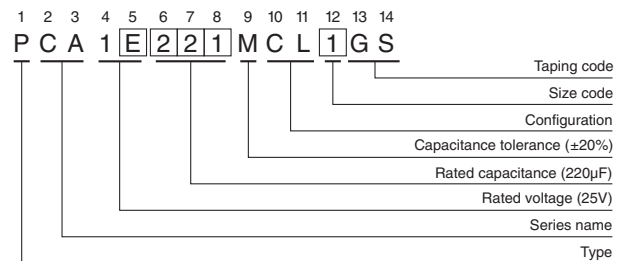 1 2 3 4 5 6 7 8 9 10 11 12 13 14
P C A 1 E 2 2 1 M C L 1 G S
Taping code
Size code
Configuration
Capacitance tolerance (±20%)
Rated capacitance (220µF)
Rated voltage (25V)
Series name
Type